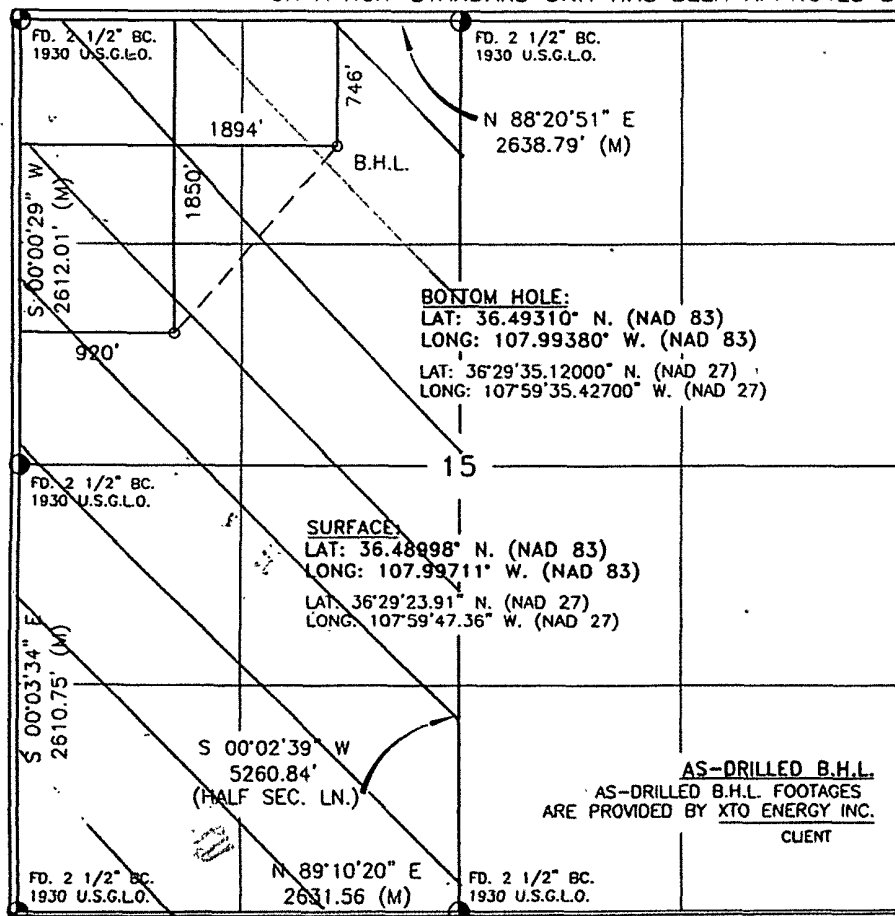 FD. 2 1/2" BC.
1930 U.S.G.L.O.
FD. 2 1/2" BC.
1930 U.S.G.L.O.
746'
N 88°20'51" E
2638.79' (M)
1894'
B.H.L.
1850'
S 00°00'29" W
2612.01' (M)
920'
BOTTOM HOLE:
LAT: 36.49310° N. (NAD 83)
LONG: 107.99380° W. (NAD 83)
LAT: 36°29'35.12000" N. (NAD 27)
LONG: 107°59'35.42700" W. (NAD 27)
15
FD. 2 1/2" BC.
1930 U.S.G.L.O.
SURFACE:
LAT: 36.48998° N. (NAD 83)
LONG: 107.99711° W. (NAD 83)
LAT: 36°29'23.91" N. (NAD 27)
LONG: 107°59'47.36" W. (NAD 27)
S 00°03'34" E
2610.75' (M)
S 00°02'39" W
5260.84'
(HALF SEC. LN.)
AS-DRILLED B.H.L.
AS-DRILLED B.H.L. FOOTAGES
ARE PROVIDED BY XTO ENERGY INC.
CLIENT
N 89°10'20" E
2631.56 (M)
FD. 2 1/2" BC.
1930 U.S.G.L.O.
FD. 2 1/2" BC.
1930 U.S.G.L.O.